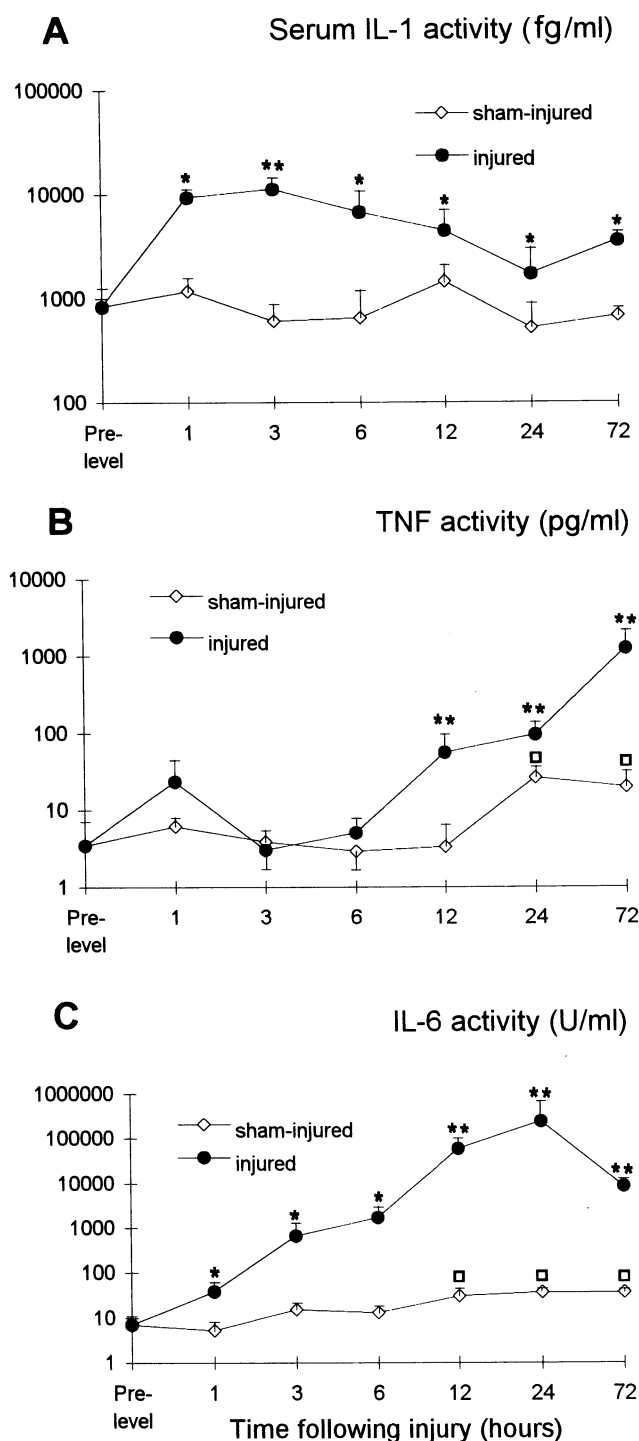 A
Serum IL-1 activity (fg/ml)
100000
10000
1000
100
sham-injured
injured
*
**
*
*
*
*
Pre-
level
1
3
6
12
24
72
B
TNF activity (pg/ml)
10000
1000
100
10
1
sham-injured
injured
**
**
**
Pre-
level
1
3
6
12
24
72
C
IL-6 activity (U/ml)
1000000
100000
10000
1000
100
10
1
sham-injured
injured
*
*
*
**
**
**
Pre-
level
1
3
6
12
24
72
Time following injury (hours)